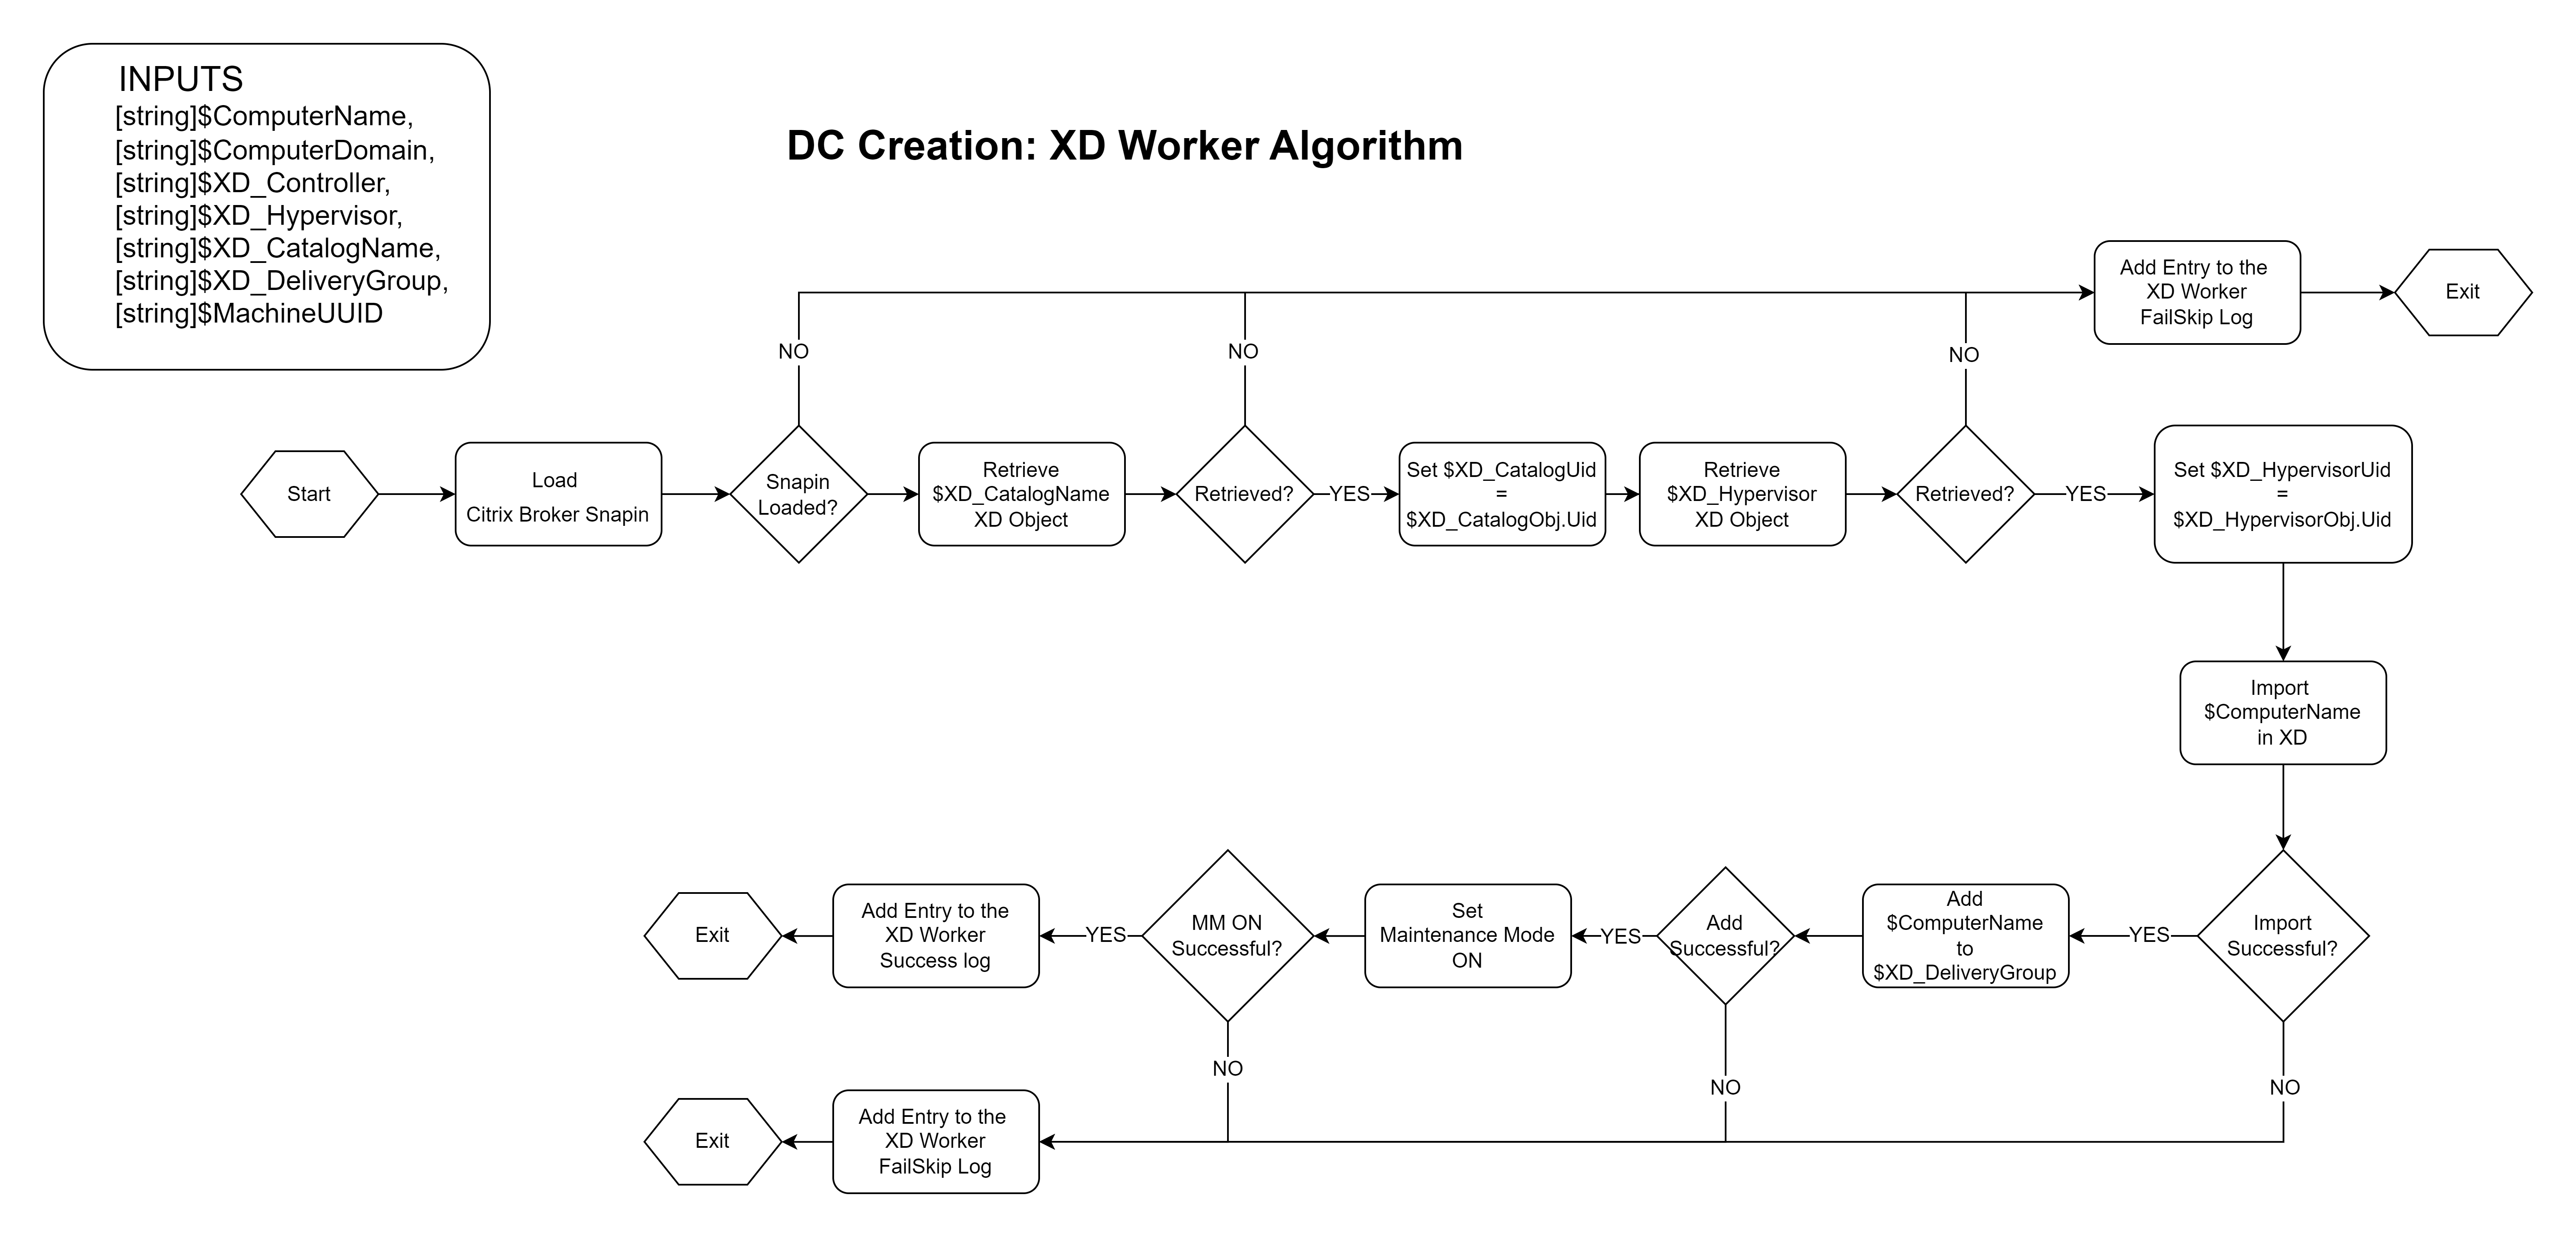 INPUTS
[string]$ComputerName,
[string]$ComputerDomain,
[string]$XD_Controller,
[string]$XD_Hypervisor,
[string]$XD_CatalogName,
[string]$XD_DeliveryGroup,
[string]$MachineUUID
DC Creation: XD Worker Algorithm
Add Entry to the
XD Worker
FailSkip Log
Exit
NO
NO
NO
Start
Load
Citrix Broker Snapin
Snapin
Loaded?
Retrieve
$XD_CatalogName
XD Object
Retrieved?
YES
Set $XD_CatalogUid
=
$XD_CatalogObj.Uid
Retrieve
$XD_Hypervisor
XD Object
Retrieved?
YES
Set $XD_HypervisorUid
=
$XD_HypervisorObj.Uid
Import
$ComputerName
in XD
Exit
Add Entry to the
XD Worker
Success log
YES
MM ON
Successful?
Set
Maintenance Mode
ON
YES
Add
Successful?
Add
$ComputerName
to
$XD_DeliveryGroup
YES
Import
Successful?
NO
NO
NO
Exit
Add Entry to the
XD Worker
FailSkip Log